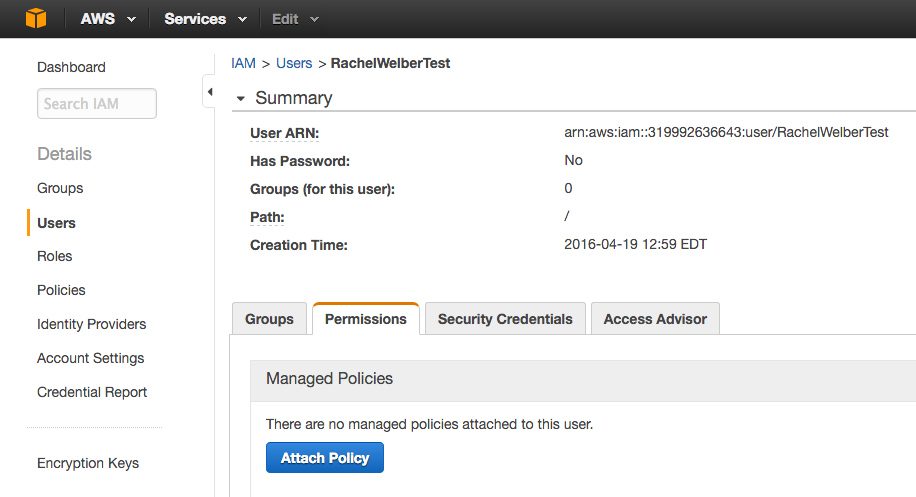 AWS Services Edit
Dashboard
Search IAM
Details
Groups
Users
Roles
Policies
Identity Providers
Account Settings
Credential Report
Encryption Keys
IAM > Users > RachelWelberTest
Summary
User ARN: arn:aws:iam::319992636643:user/RachelWelberTest
Has Password: No
Groups (for this user): 0
Path: /
Creation Time: 2016-04-19 12:59 EDT
Groups Permissions Security Credentials Access Advisor
Managed Policies
There are no managed policies attached to this user.
Attach Policy